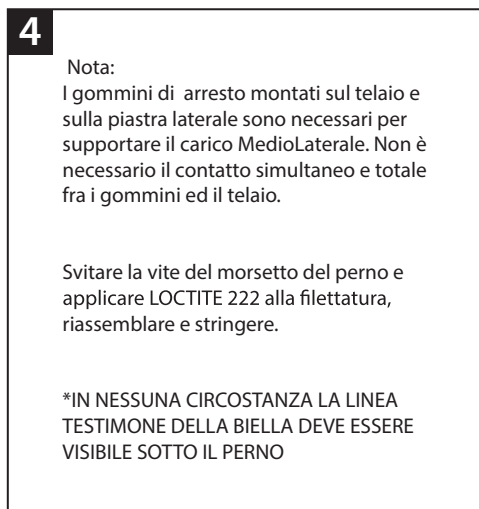 4
Nota:
I gommini di arresto montati sul telaio e
sulla piastra laterale sono necessari per
supportare il carico MedioLaterale. Non è
necessario il contatto simultaneo e totale
fra i gommini ed il telaio.
Svitare la vite del morsetto del perno e
applicare LOCTITE 222 alla filettatura,
riassemblare e stringere.
*IN NESSUNA CIRCOSTANZA LA LINEA
TESTIMONE DELLA BIELLA DEVE ESSERE
VISIBILE SOTTO IL PERNO